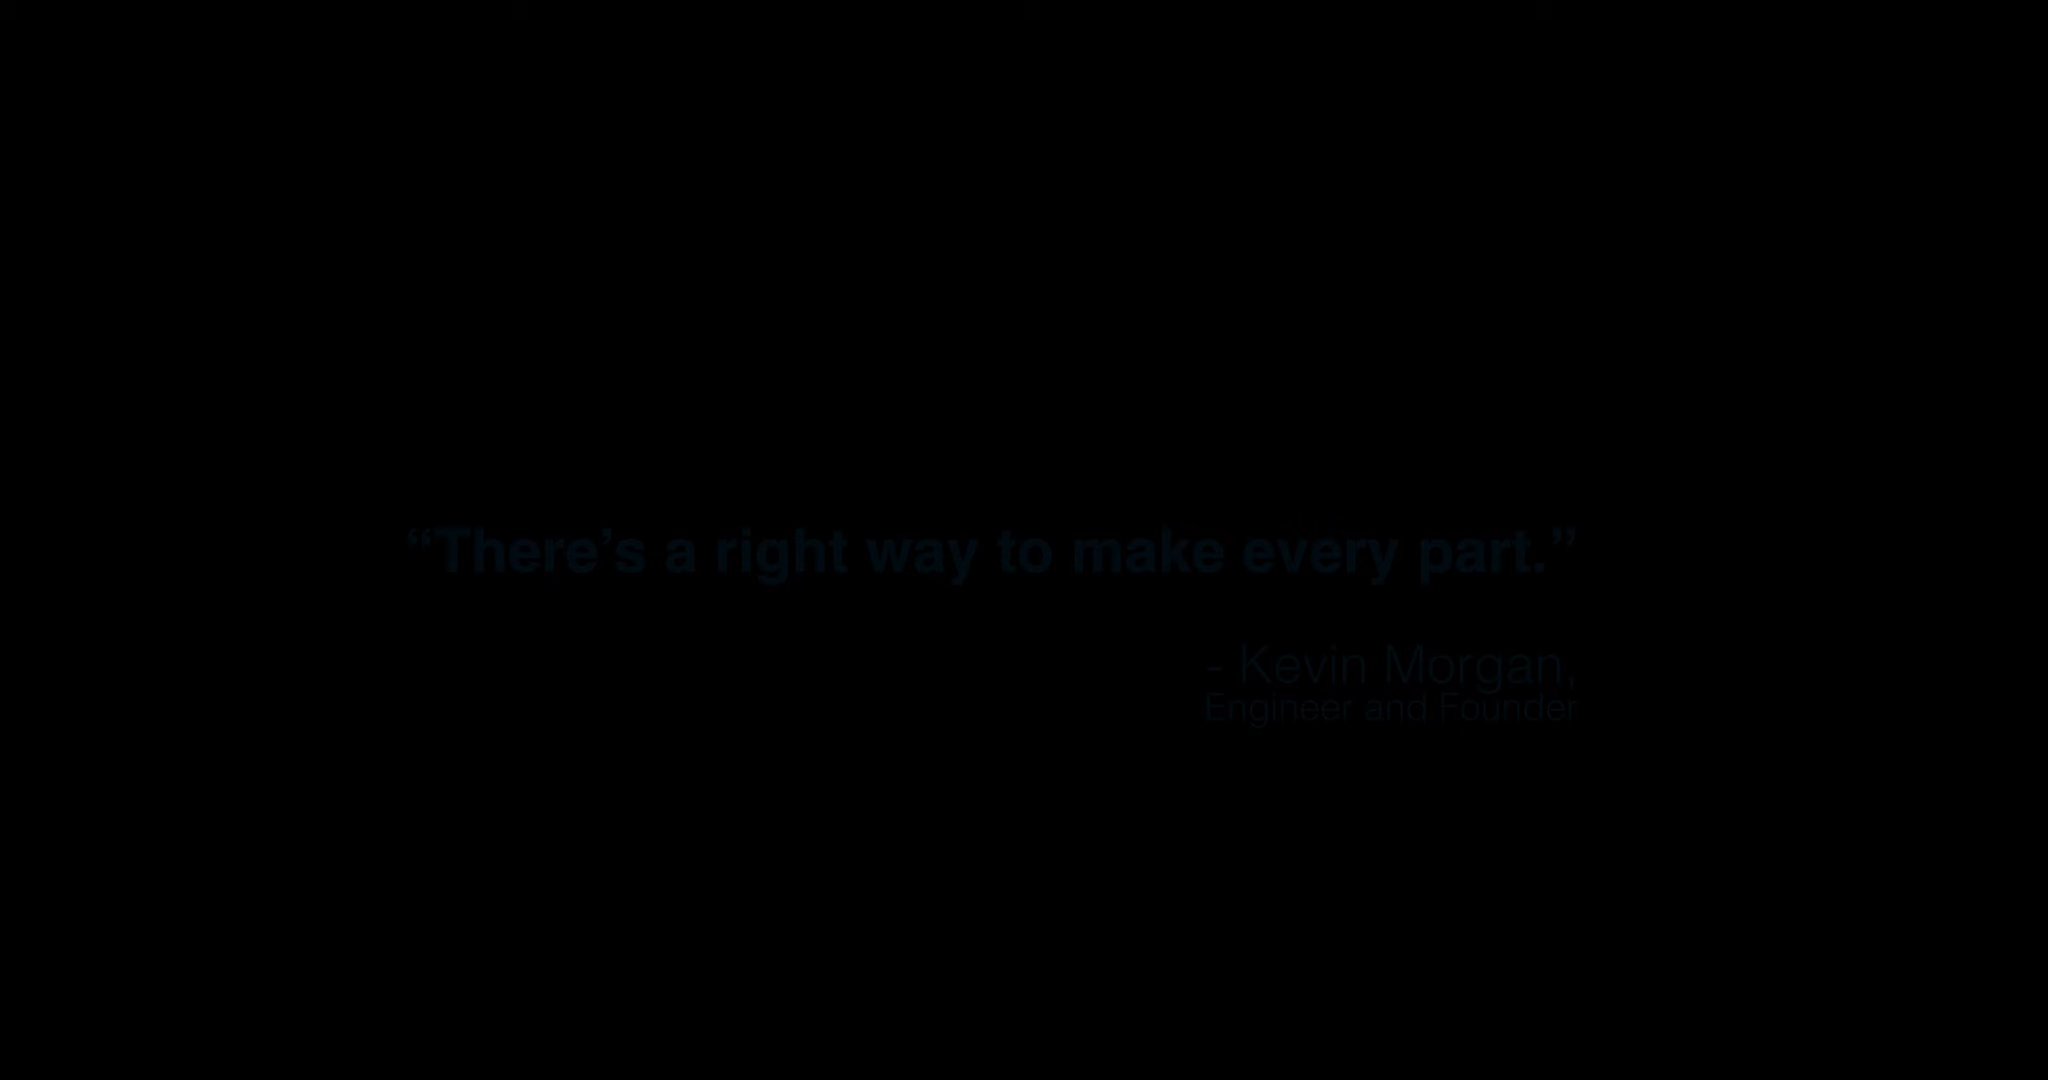 “There’s a right way to make every part.”
- Kevin Morgan,
Engineer and Founder